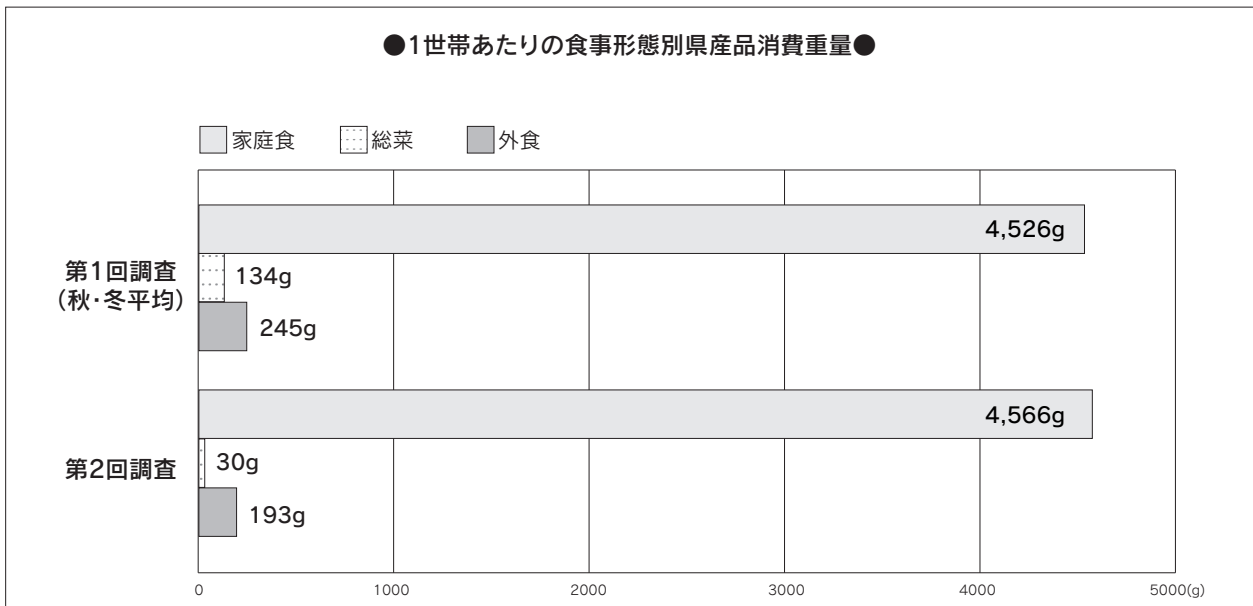 ●1世帯あたりの食事形態別県産品消費重量●
家庭食 総菜 外食
第1回調査
(秋・冬平均)
4,526g
134g
245g
第2回調査
4,566g
30g
193g
0 1000 2000 3000 4000 5000(g)